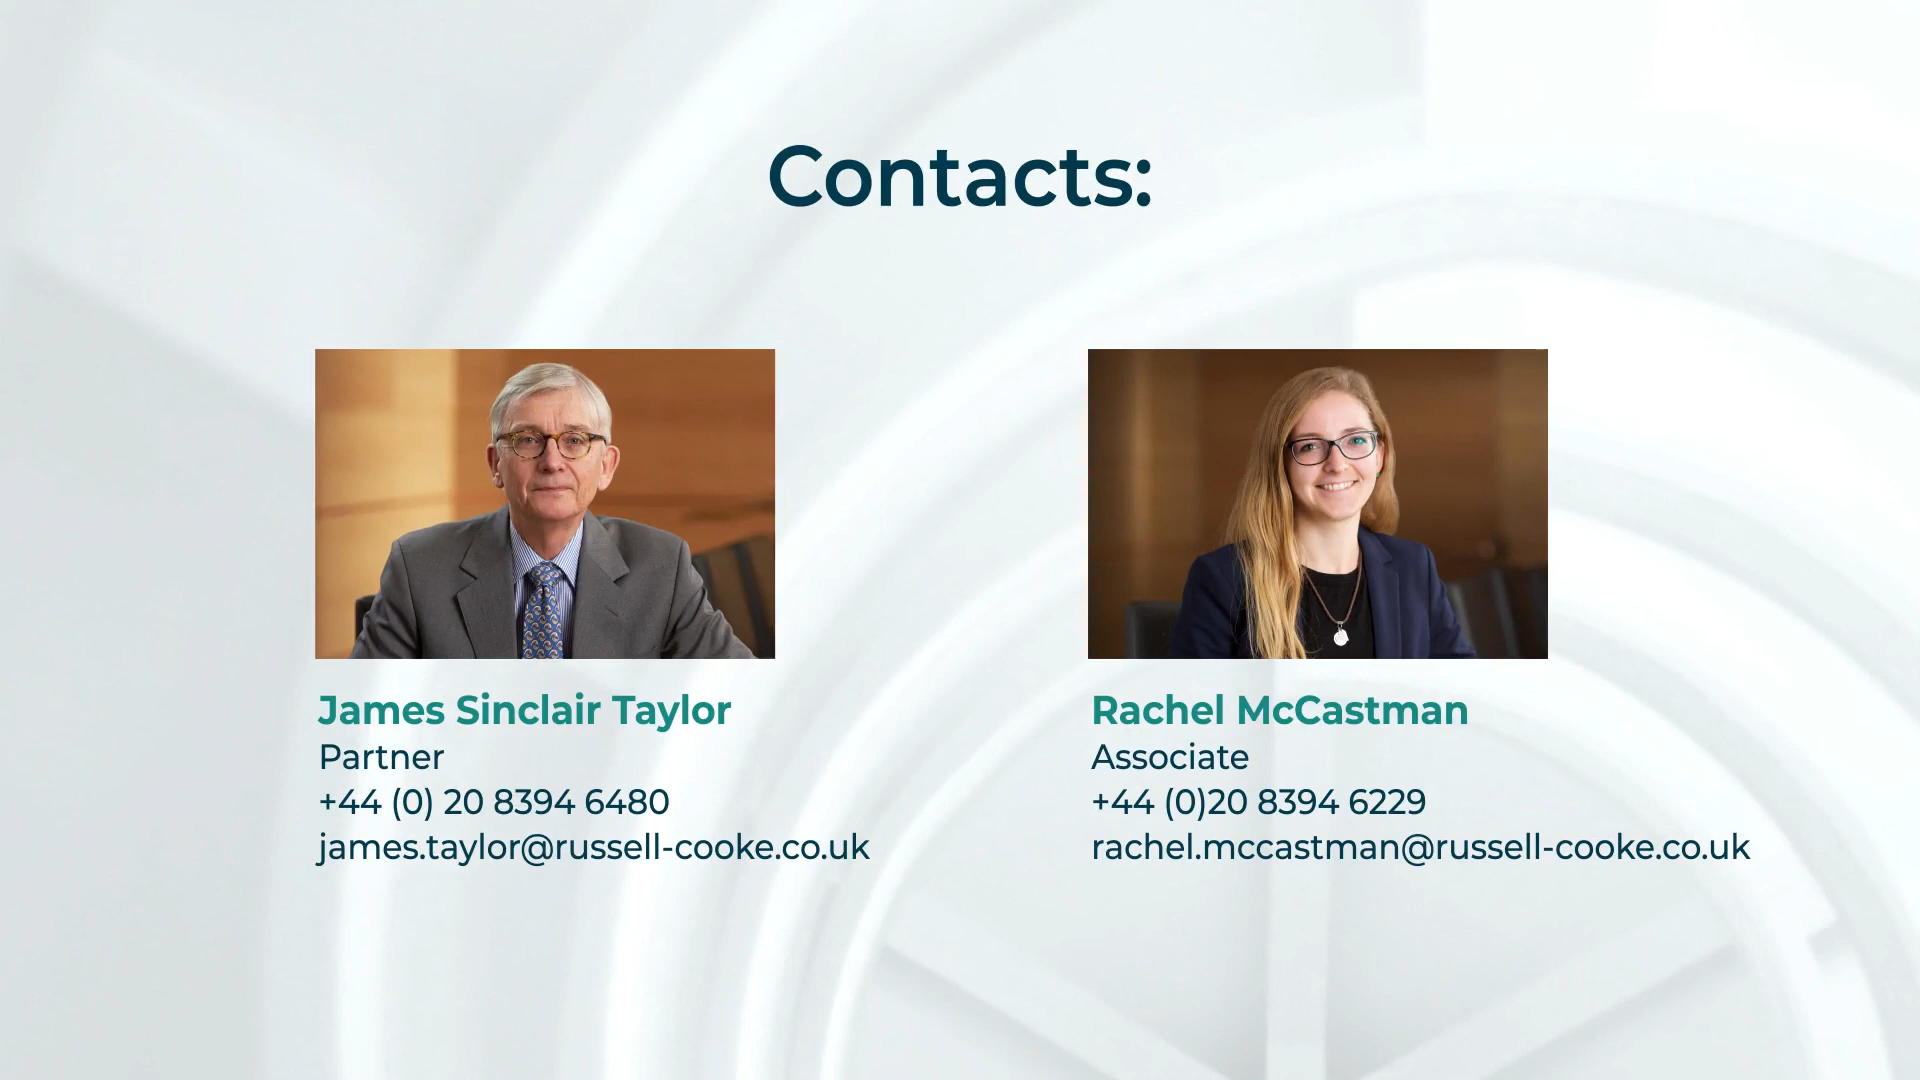 Contacts:
James Sinclair Taylor
Partner
+44 (0) 20 8394 6480
james.taylor@russell-cooke.co.uk
Rachel McCastman
Associate
+44 (0)20 8394 6229
rachel.mccastman@russell-cooke.co.uk